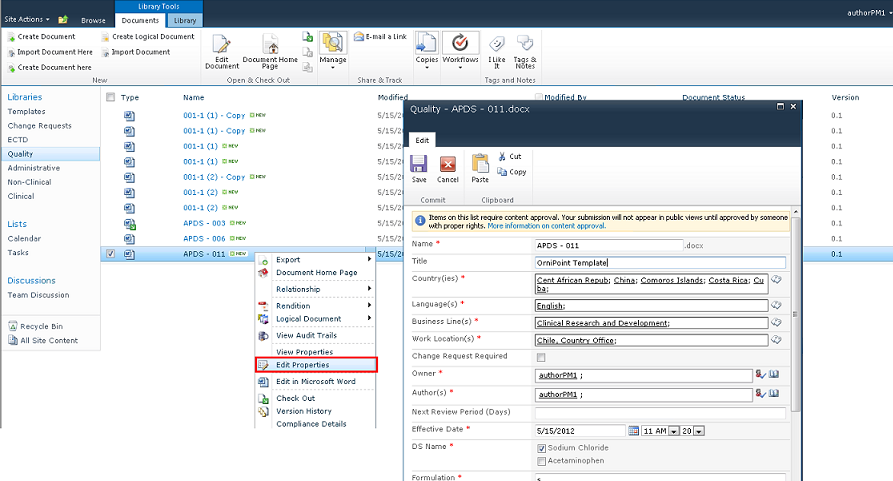 Library Tools
Site Actions
Browse
Documents
Library
authorPM1
Create Document
Create Logical Document
Import Document Here
Import Document
Create Document here
New
Edit
Document
Document Home
Page
Open & Check Out
Manage
E-mail a Link
Share & Track
Copies
Workflows
I Like
It
Tags &
Notes
Tags and Notes
Libraries
Templates
Change Requests
ECTD
Quality
Administrative
Non-Clinical
Clinical
Lists
Calendar
Tasks
Discussions
Team Discussion
Recycle Bin
All Site Content
Type Name Modified Modified By Document Status Version
001-1 (1) - Copy NEW 5/15/2 0.1
001-1 (1) - Copy NEW 5/15/2 0.1
001-1 (1) NEW 5/15/2 0.1
001-1 (1) NEW 5/15/2 0.1
001-1 (2) - Copy NEW 5/15/2 0.1
001-1 (2) NEW 5/15/2 0.1
001-1 (2) NEW 5/15/2 0.1
APDS - 003 NEW 5/15/2 0.1
APDS - 006 NEW 5/15/2 0.1
APDS - 011 NEW 5/15/2 0.1
Export
Document Home Page
Relationship
Rendition
Logical Document
View Audit Trails
View Properties
Edit Properties
Edit in Microsoft Word
Check Out
Version History
Compliance Details
Quality - APDS - 011.docx
Edit
Save
Cancel
Commit
Paste
Cut
Copy
Clipboard
Items on this list require content approval. Your submission will not appear in public views until approved by someone
with proper rights. More information on content approval.
Name * APDS - 011 .docx
Title OmiPoint Template
Country(ies) * Cent African Repub; China; Comoros Islands; Costa Rica; Cu
ba;
Language(s) * English;
Business Line(s) * Clinical Research and Development;
Work Location(s) * Chile, Country Office;
Change Request Required
Owner * authorPM1 ;
Author(s) * authorPM1 ;
Next Review Period (Days)
Effective Date * 5/15/2012 11 AM 20
DS Name * Sodium Chloride
Acetaminophen
Formulation *